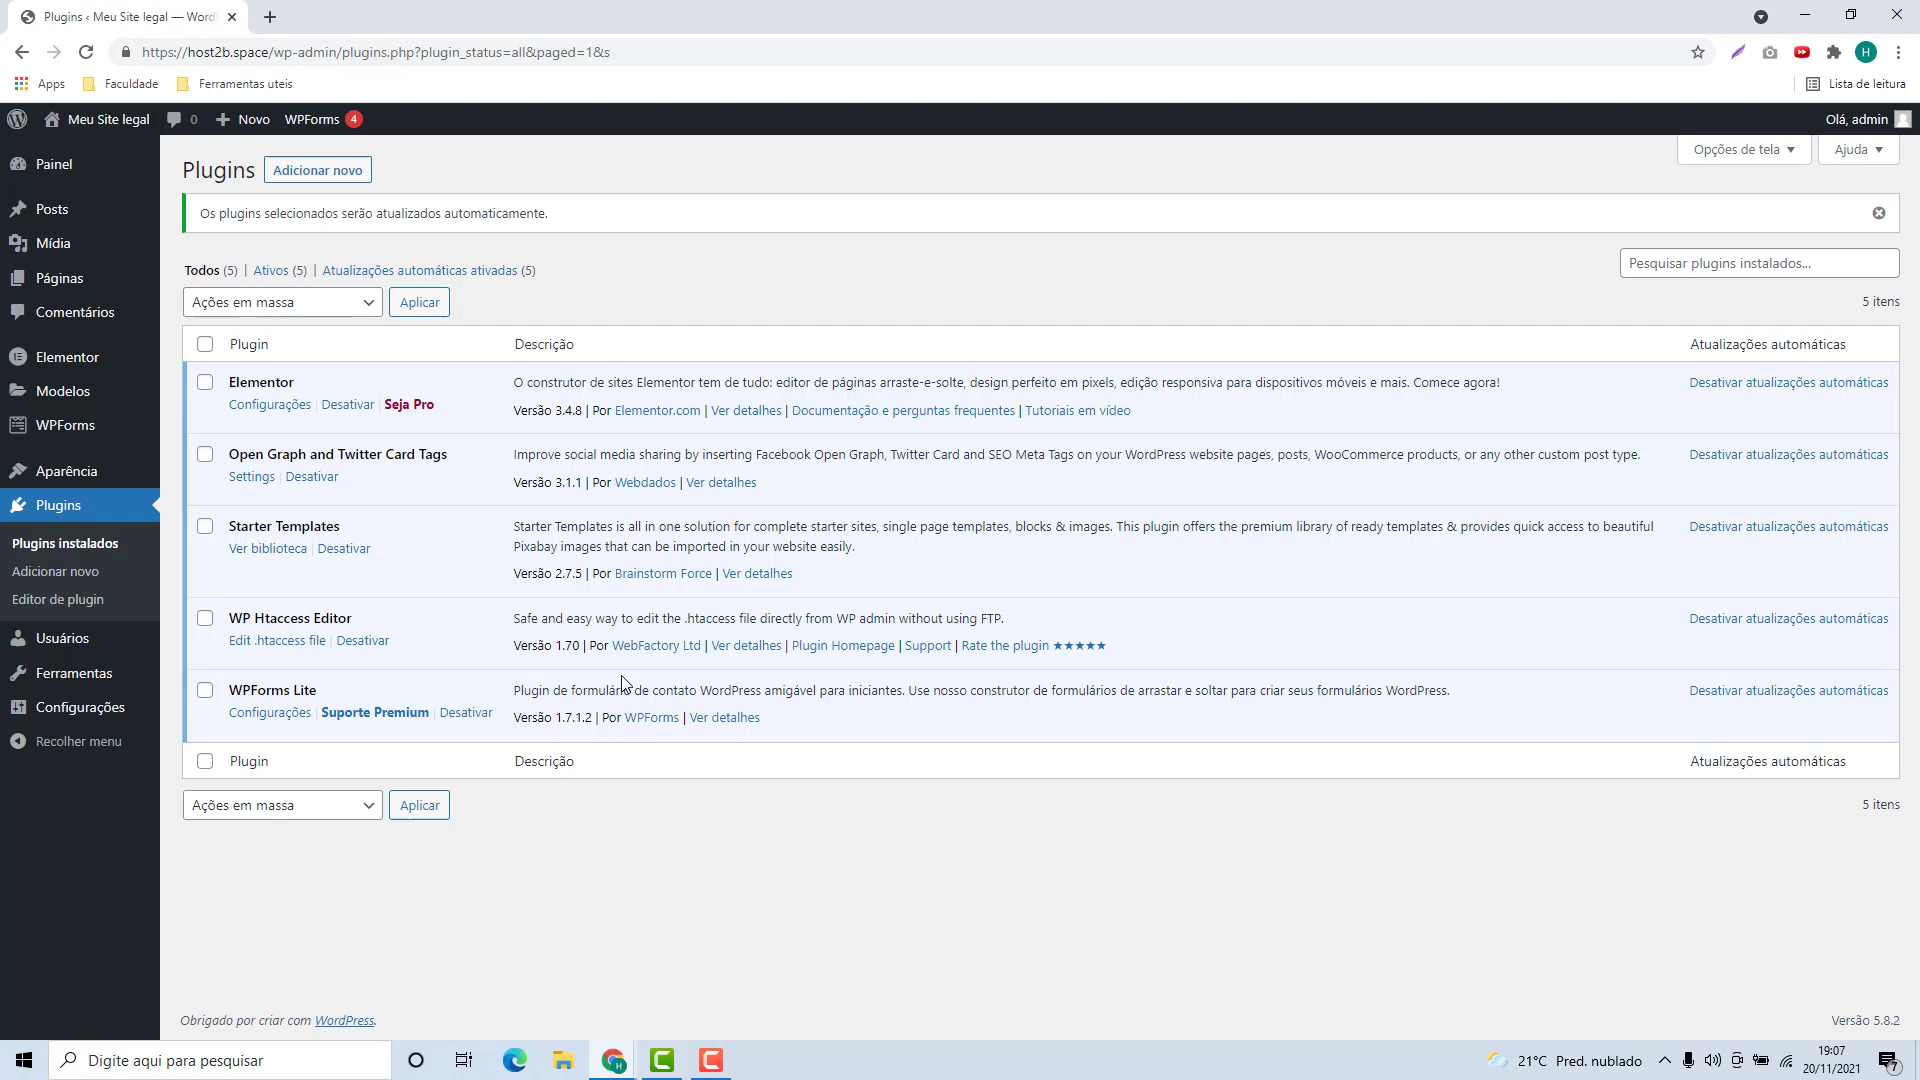 Plugins ‹ Meu Site legal — Word
https://host2b.space/wp-admin/plugins.php?plugin_status=all&paged=1&s
H
Apps
Faculdade
Ferramentas uteis
Lista de leitura
Meu Site legal
0
Novo
WPForms 4
Olá, admin
Painel
Posts
Mídia
Páginas
Comentários
Elementor
Modelos
WPForms
Aparência
Plugins
Plugins instalados
Adicionar novo
Editor de plugin
Usuários
Ferramentas
Configurações
Recolher menu
Opções de tela
Ajuda
Plugins
Adicionar novo
Os plugins selecionados serão atualizados automaticamente.
Todos (5) | Ativos (5) | Atualizações automáticas ativadas (5)
Pesquisar plugins instalados...
Ações em massa
Aplicar
5 itens
Plugin
Descrição
Atualizações automáticas
Elementor
Configurações | Desativar | Seja Pro
O construtor de sites Elementor tem de tudo: editor de páginas arraste-e-solte, design perfeito em pixels, edição responsiva para dispositivos móveis e mais. Comece agora!
Versão 3.4.8 | Por Elementor.com | Ver detalhes | Documentação e perguntas frequentes | Tutoriais em vídeo
Desativar atualizações automáticas
Open Graph and Twitter Card Tags
Settings | Desativar
Improve social media sharing by inserting Facebook Open Graph, Twitter Card and SEO Meta Tags on your WordPress website pages, posts, WooCommerce products, or any other custom post type.
Versão 3.1.1 | Por Webdados | Ver detalhes
Desativar atualizações automáticas
Starter Templates
Ver biblioteca | Desativar
Starter Templates is all in one solution for complete starter sites, single page templates, blocks & images. This plugin offers the premium library of ready templates & provides quick access to beautiful
Pixabay images that can be imported in your website easily.
Versão 2.7.5 | Por Brainstorm Force | Ver detalhes
Desativar atualizações automáticas
WP Htaccess Editor
Edit .htaccess file | Desativar
Safe and easy way to edit the .htaccess file directly from WP admin without using FTP.
Versão 1.70 | Por WebFactory Ltd | Ver detalhes | Plugin Homepage | Support | Rate the plugin ★★★★★
Desativar atualizações automáticas
WPForms Lite
Configurações | Suporte Premium | Desativar
Plugin de formulário de contato WordPress amigável para iniciantes. Use nosso construtor de formulários de arrastar e soltar para criar seus formulários WordPress.
Versão 1.7.1.2 | Por WPForms | Ver detalhes
Desativar atualizações automáticas
Plugin
Descrição
Atualizações automáticas
Ações em massa
Aplicar
5 itens
Obrigado por criar com WordPress.
Versão 5.8.2
Digite aqui para pesquisar
21°C Pred. nublado
19:07
20/11/2021
7